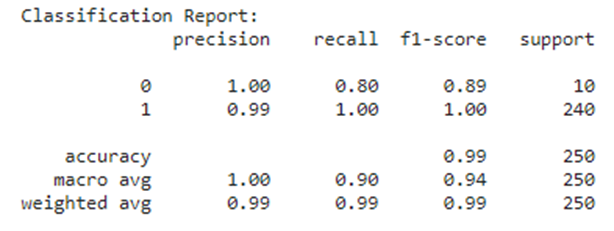 Classification Report:
precision recall f1-score support
0 1.00 0.80 0.89 10
1 0.99 1.00 1.00 240
accuracy 0.99 250
macro avg 1.00 0.90 0.94 250
weighted avg 0.99 0.99 0.99 250